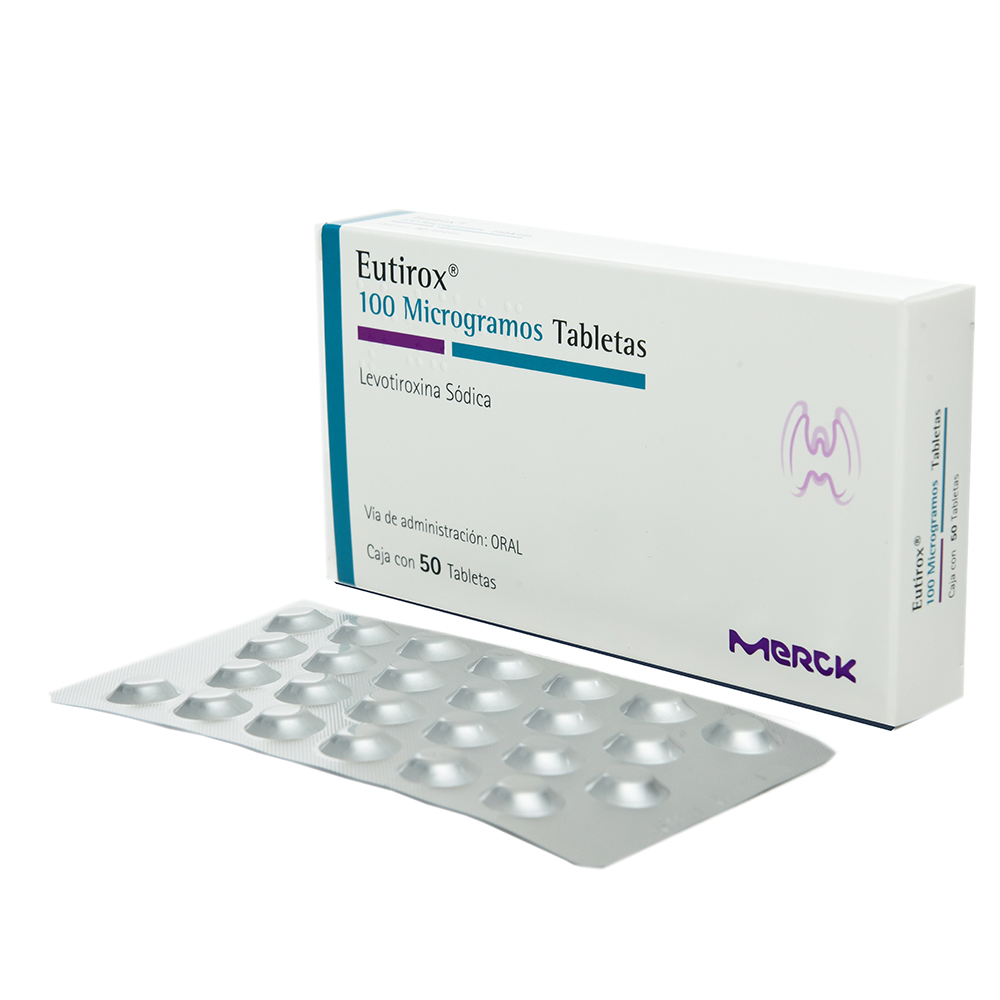 Eutirox®
100 Microgramos Tabletas
Levotiroxina Sódica
Vía de administración: ORAL
Caja con 50 Tabletas
MERCK
Eutirox®
100 Microgramos Tabletas
Caja con 50 Tabletas